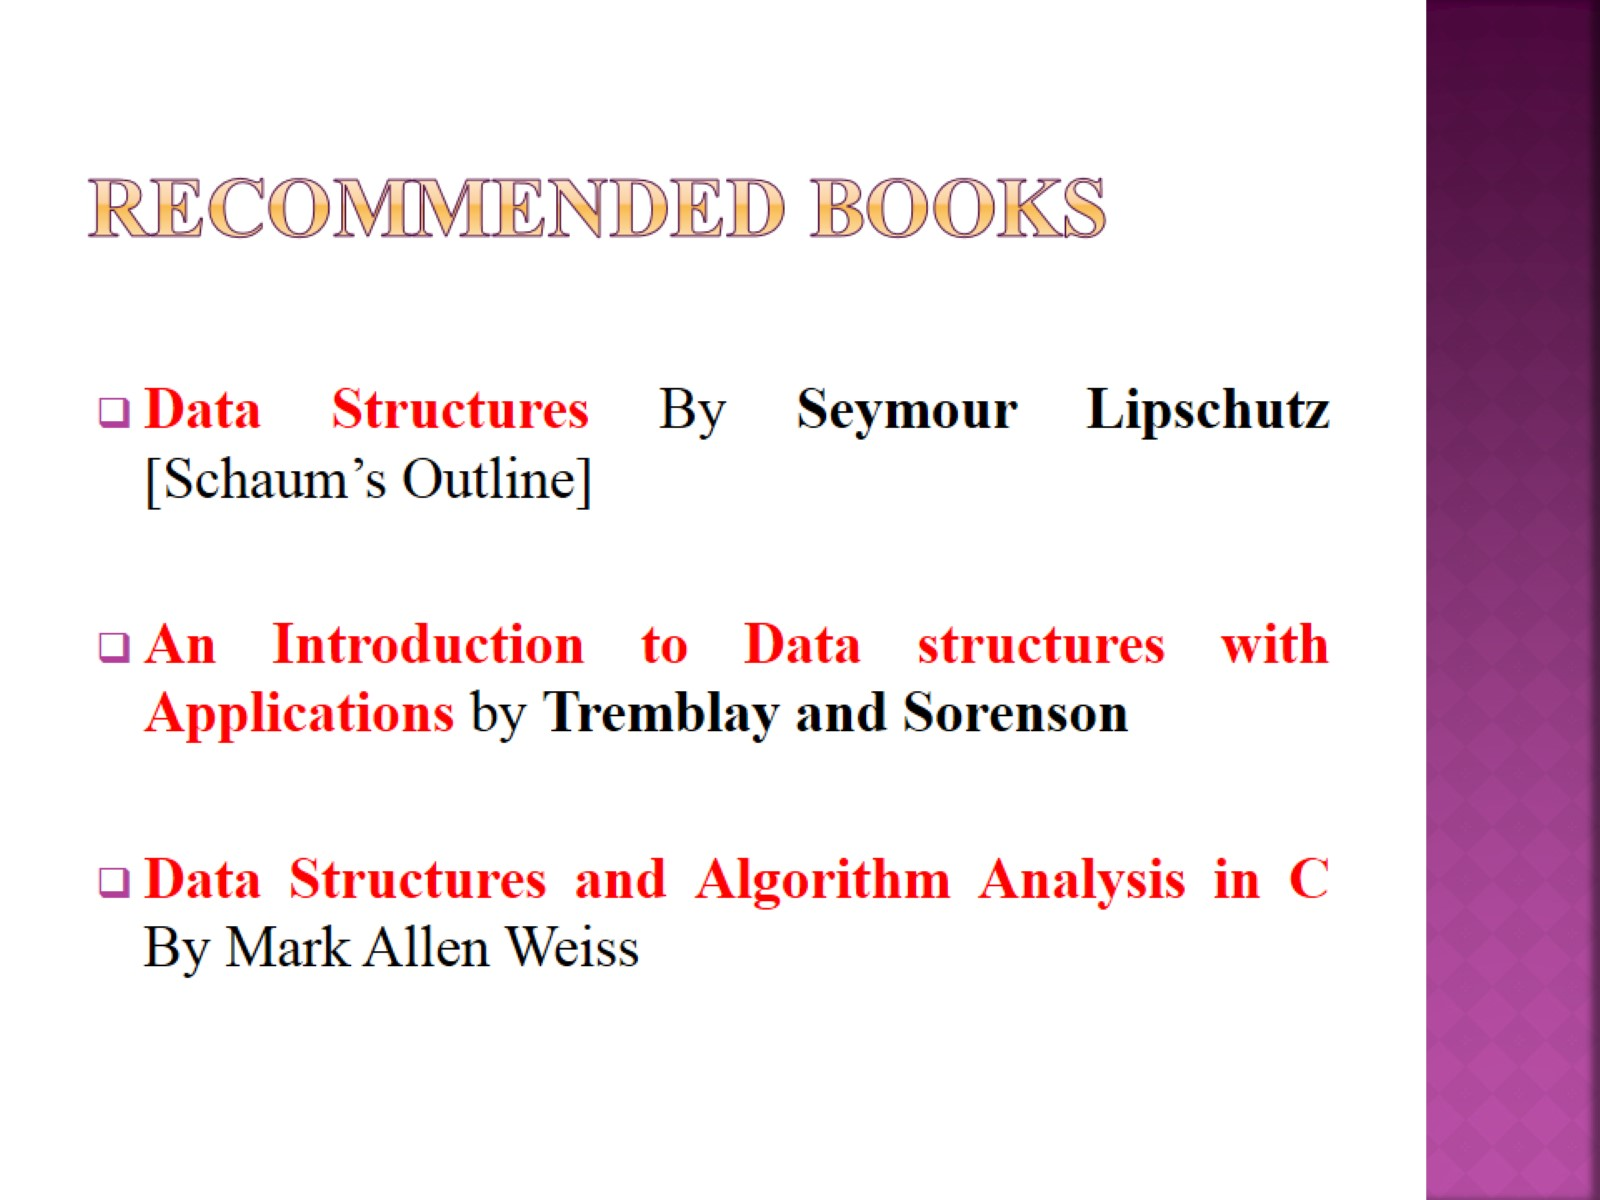 RECOMMENDED BOOKS
Data Structures By Seymour Lipschutz
[Schaum’s Outline]
An Introduction to Data structures with
Applications by Tremblay and Sorenson
Data Structures and Algorithm Analysis in C
By Mark Allen Weiss